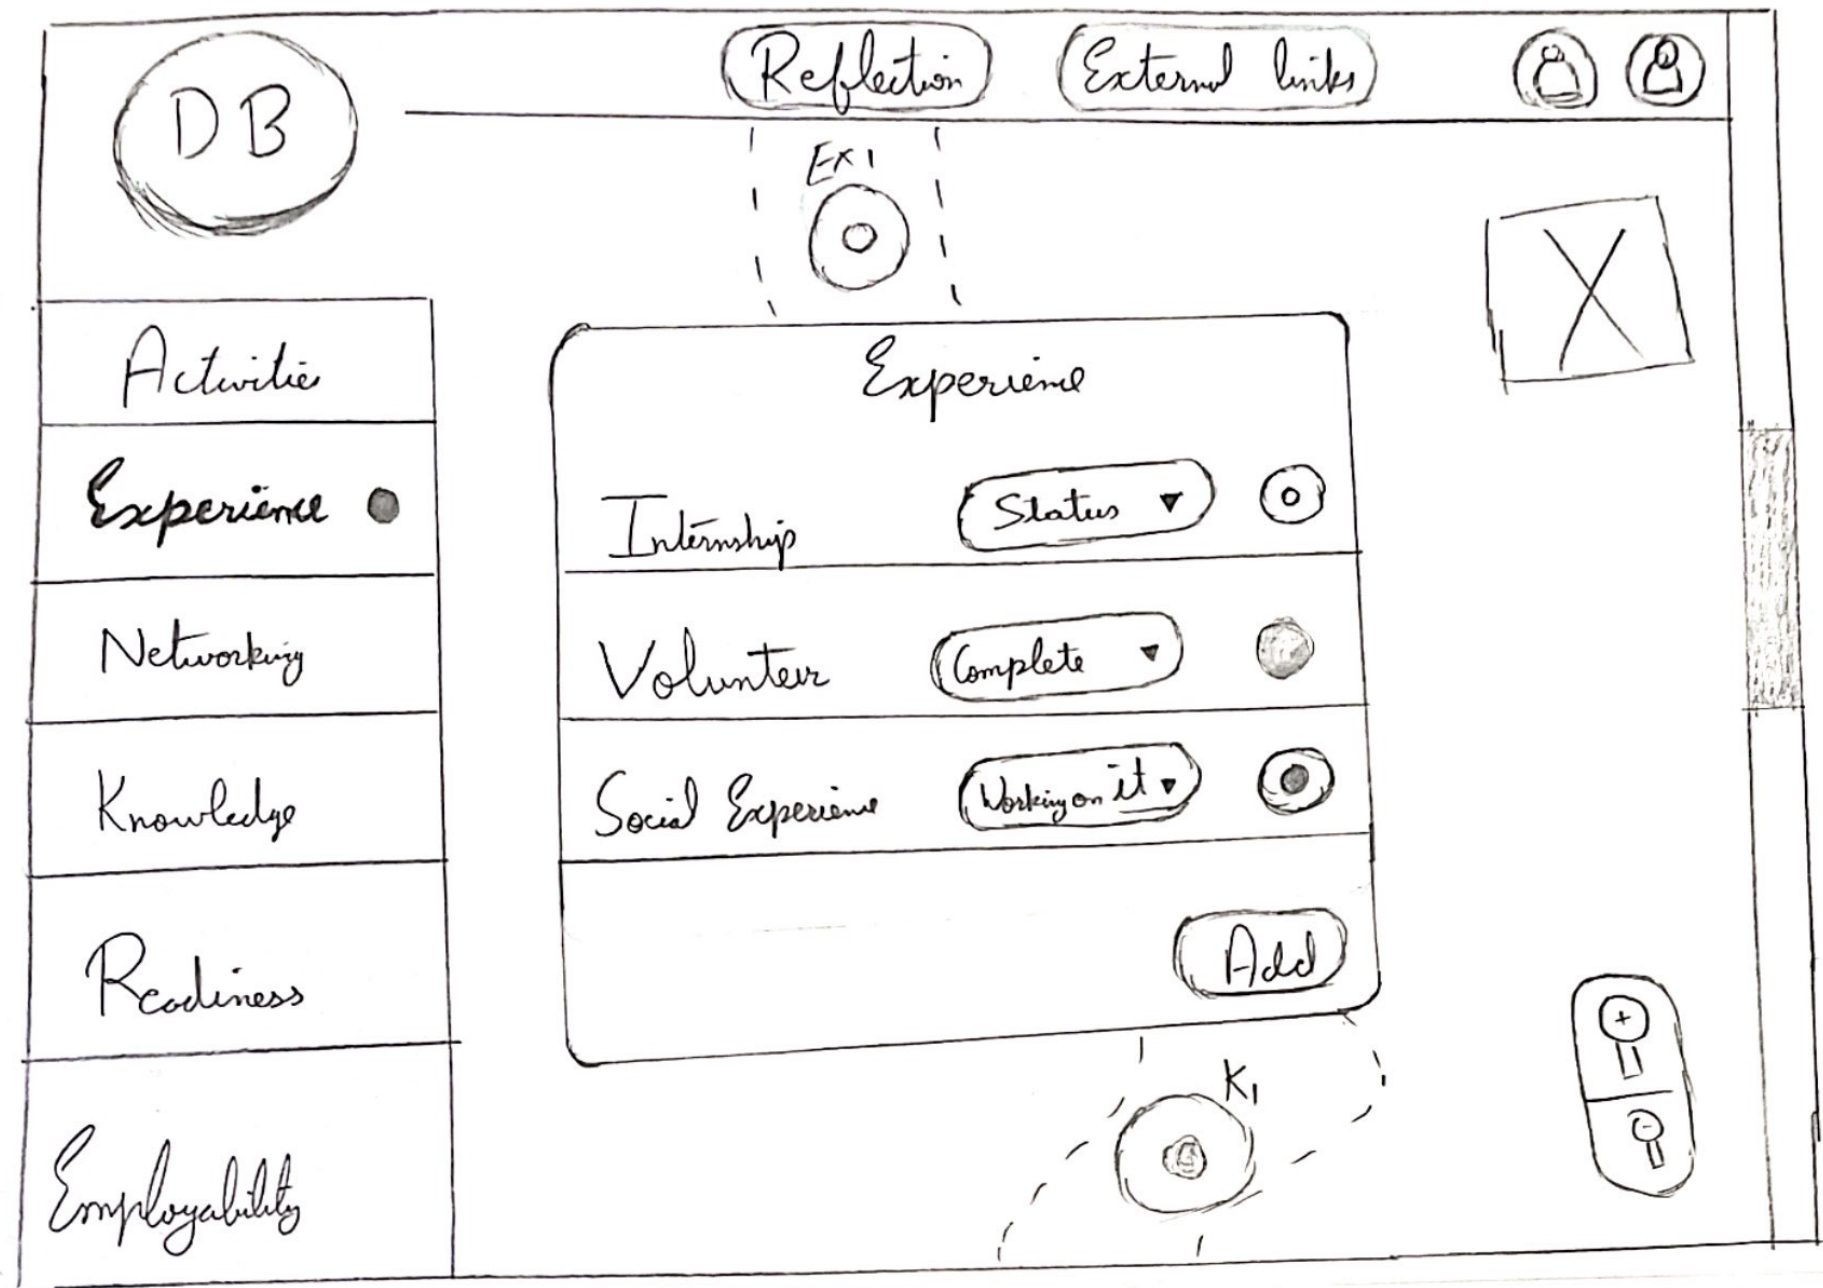 DB
Reflection
External links
Ex1
Activities
Experience
Networking
Knowledge
Readiness
Employability
Experience
Internship
Status
Volunteer
Complete
Social Experience
Working on it
Add
K1